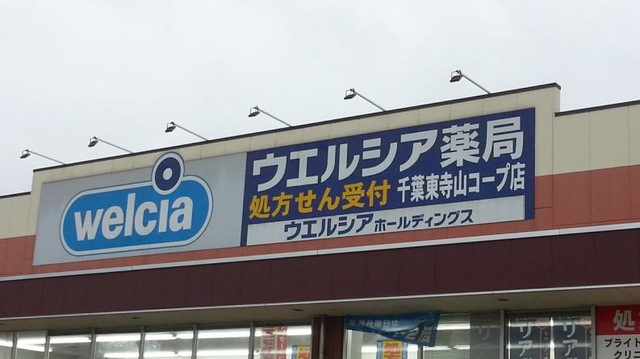 welcia
ウエルシア薬局
処方せん受付 千葉東寺山コープ店
ウエルシアホールディングス
処